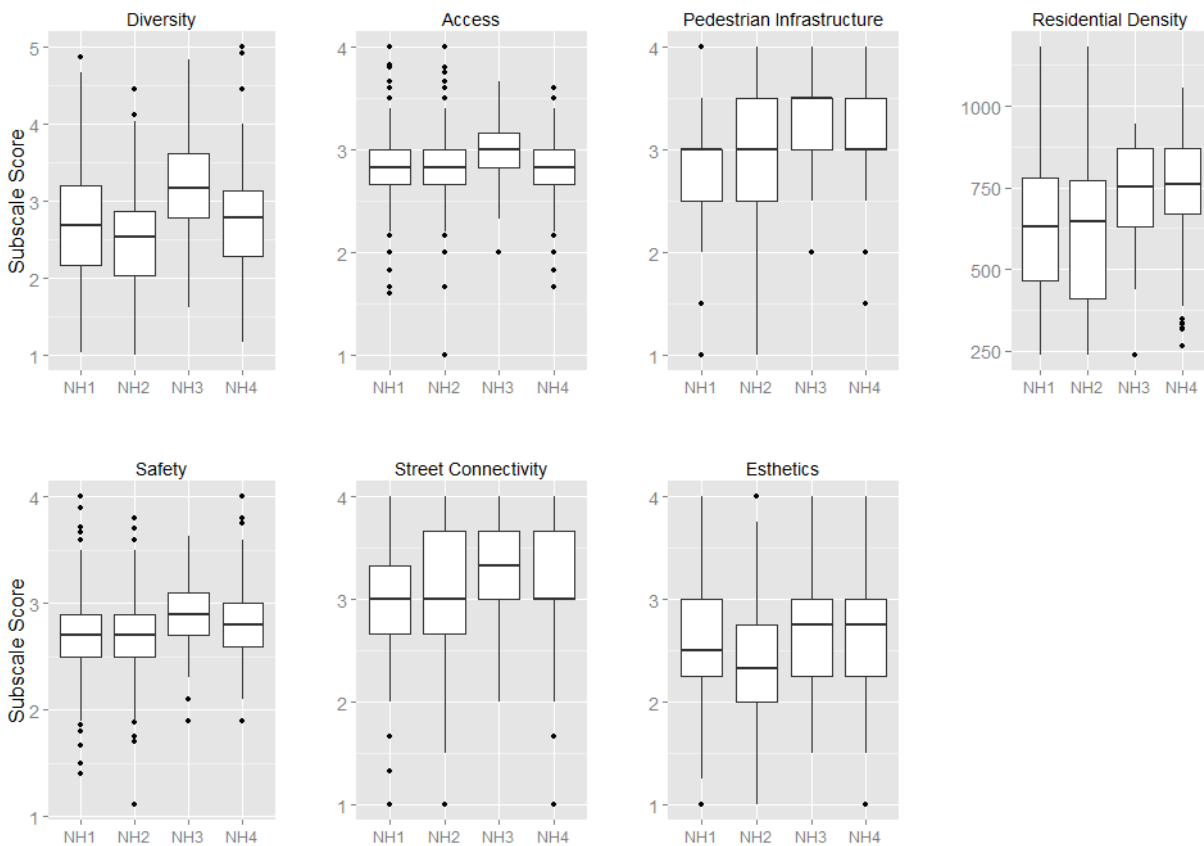 Diversity
Access
Pedestrian Infrastructure
Residential Density
Subscale Score
5
4
3
2
1
4
3
2
1
4
3
2
1
1000
750
500
250
NH1 NH2 NH3 NH4
NH1 NH2 NH3 NH4
NH1 NH2 NH3 NH4
NH1 NH2 NH3 NH4
Safety
Street Connectivity
Esthetics
Subscale Score
4
3
2
1
4
3
2
1
4
3
2
1
NH1 NH2 NH3 NH4
NH1 NH2 NH3 NH4
NH1 NH2 NH3 NH4